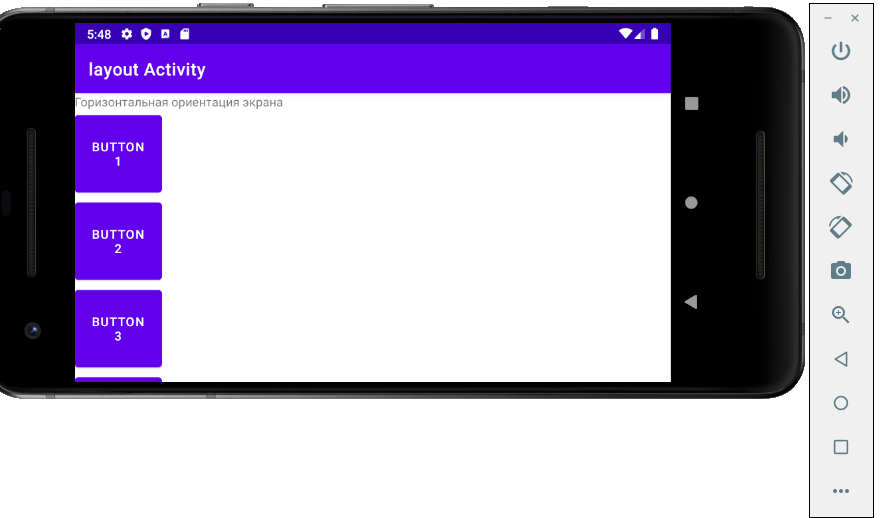 5:48
layout Activity
Горизонтальная ориентация экрана
BUTTON
1
BUTTON
2
BUTTON
3